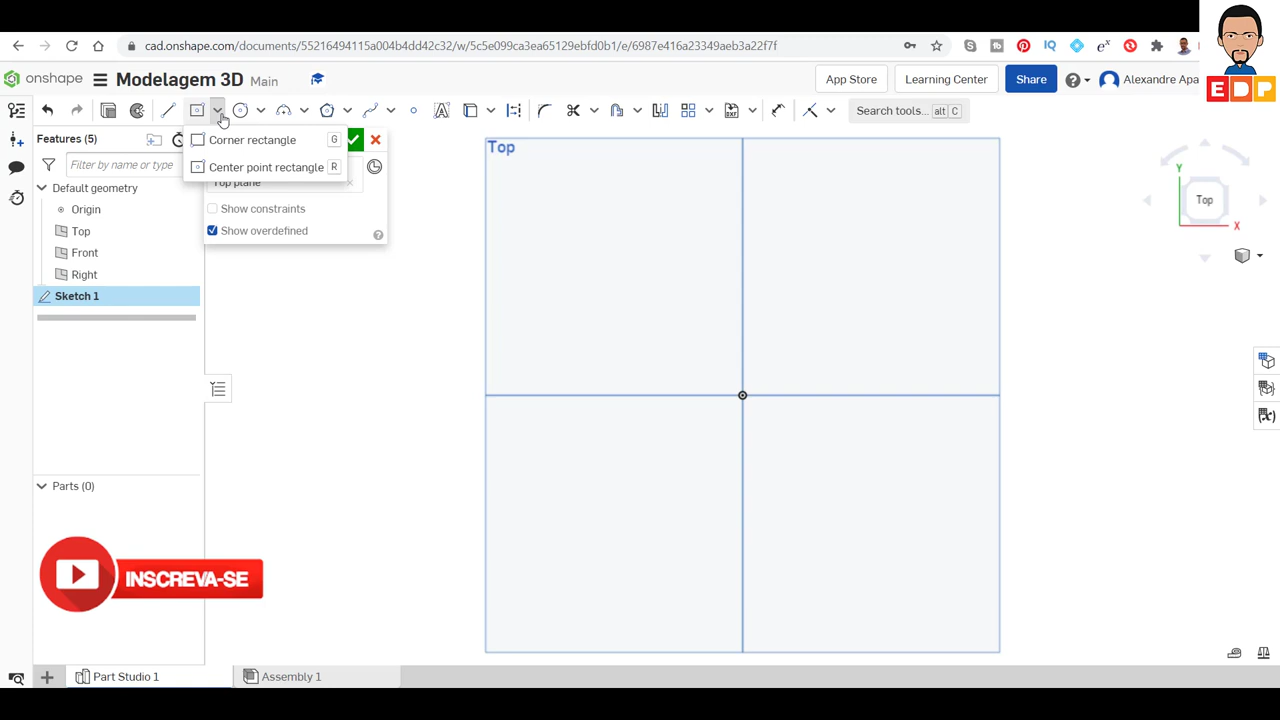 cad.onshape.com/documents/55216494115a004b4dd42c32/w/5c5e099ca3ea65129ebfd0b1/e/6987e416a23349aeb3a22f7f
onshape Modelagem 3D Main App Store Learning Center Share Alexandre Apa
EDP
Search tools... alt C
Features (5)
Filter by name or type
Corner rectangle G
Center point rectangle R
Top plane
Show constraints
Show overdefined
Default geometry
Origin
Top
Front
Right
Sketch 1
Top
Y
Top
X
Parts (0)
INSCREVA-SE
Part Studio 1 Assembly 1